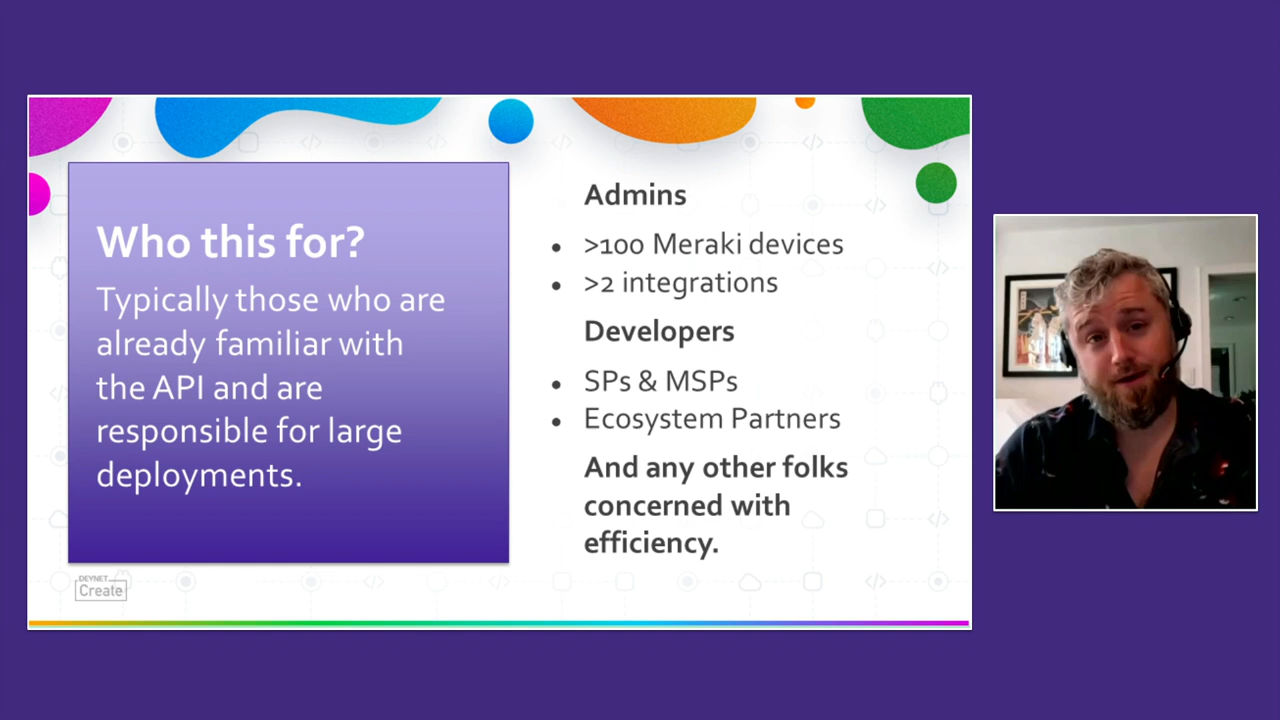 Who this for?
Typically those who are
already familiar with
the API and are
responsible for large
deployments.
Admins
• >100 Meraki devices
• >2 integrations
Developers
• SPs & MSPs
• Ecosystem Partners
And any other folks
concerned with
efficiency.
DEVNET
Create